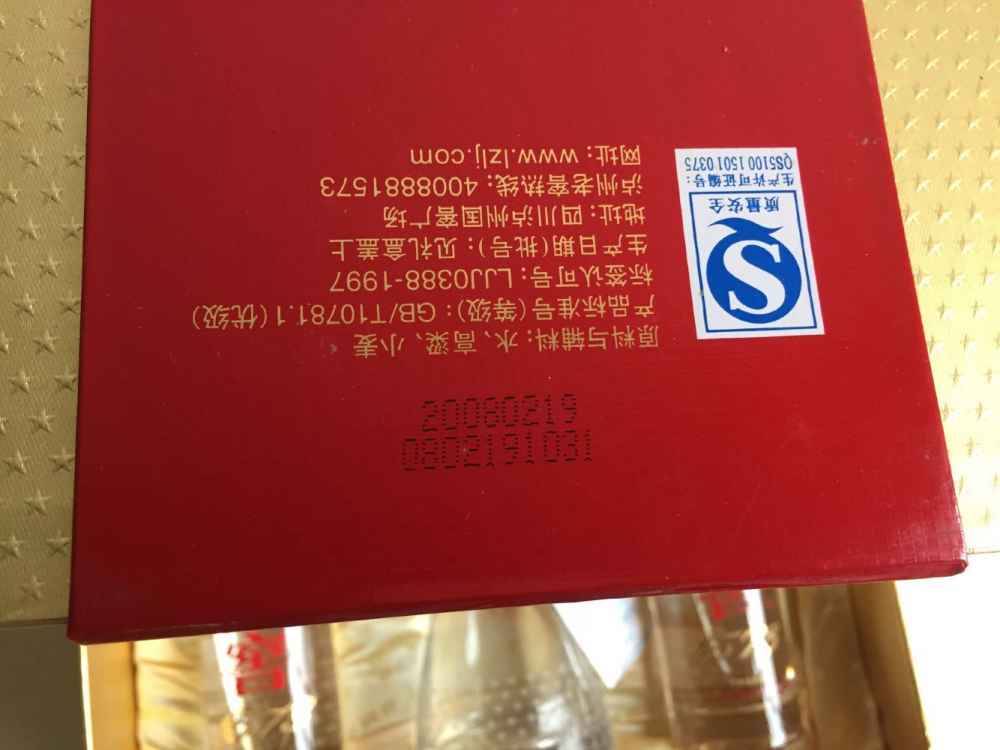 原料与辅料：水、高粱、小麦
产品标准号(等级)：GB/T10781.1(优级)
标签认可号：LJJ0388-1997
生产日期(批号)：见礼盒盖上
地址：四川泸州国窖广场
泸州老窖热线：4008881573
网址：www.lzlj.com
质量安全
生产许可证编号：
QS5100 1501 0375
20080219
0802191031